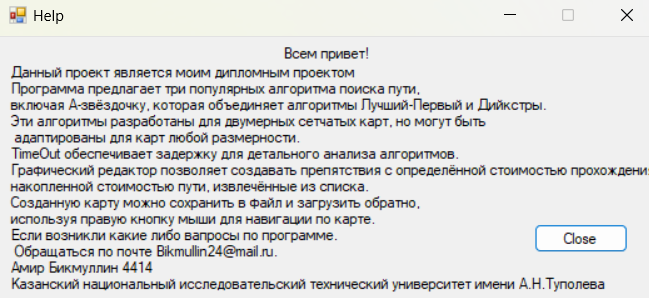 Help
Всем привет!
Данный проект является моим дипломным проектом
Программа предлагает три популярных алгоритма поиска пути,
включая А-звёздочку, которая объединяет алгоритмы Лучший-Первый и Дийкстры.
Эти алгоритмы разработаны для двумерных сетчатых карт, но могут быть
адаптированы для карт любой размерности.
TimeOut обеспечивает задержку для детального анализа алгоритмов.
Графический редактор позволяет создавать препятствия с определённой стоимостью
накопленной стоимостью пути, извлечённые из списка.
Созданную карту можно сохранить в файл и загрузить обратно,
используя правую кнопку мыши для навигации по карте.
Если возникли какие либо вапросы по программе.
Обращаться по почте Bikmullin24@mail.ru.
Амир Бикмуллин 4414
Казанский национальный исследовательский технический университет имени А.Н.Туполева
Close